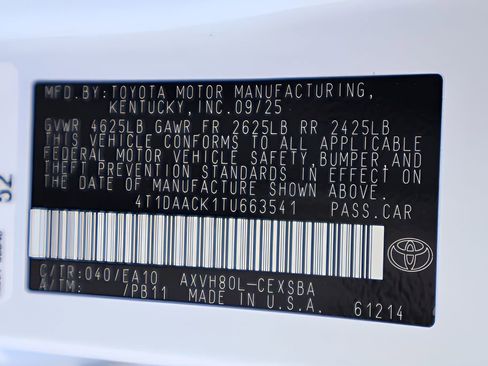 MFD.BY:TOYOTA MOTOR MANUFACTURING,
KENTUCKY,INC.09/25
GVWR 4625LB GAWR FR 2625LB RR 2425LB
THIS VEHICLE CONFORMS TO ALL APPLICABLE
FEDERAL MOTOR VEHICLE SAFETY,BUMPER,AND
THEFT PREVENTION STANDARDS IN EFFECT ON
THE DATE OF MANUFACTURE SHOWN ABOVE.
4T1DAACK1TU663541 PASS.CAR
C/TR:040/EA10 AXVH80L-CEXSBA
A/TM: /PB11 MADE IN U.S.A.
61214
52